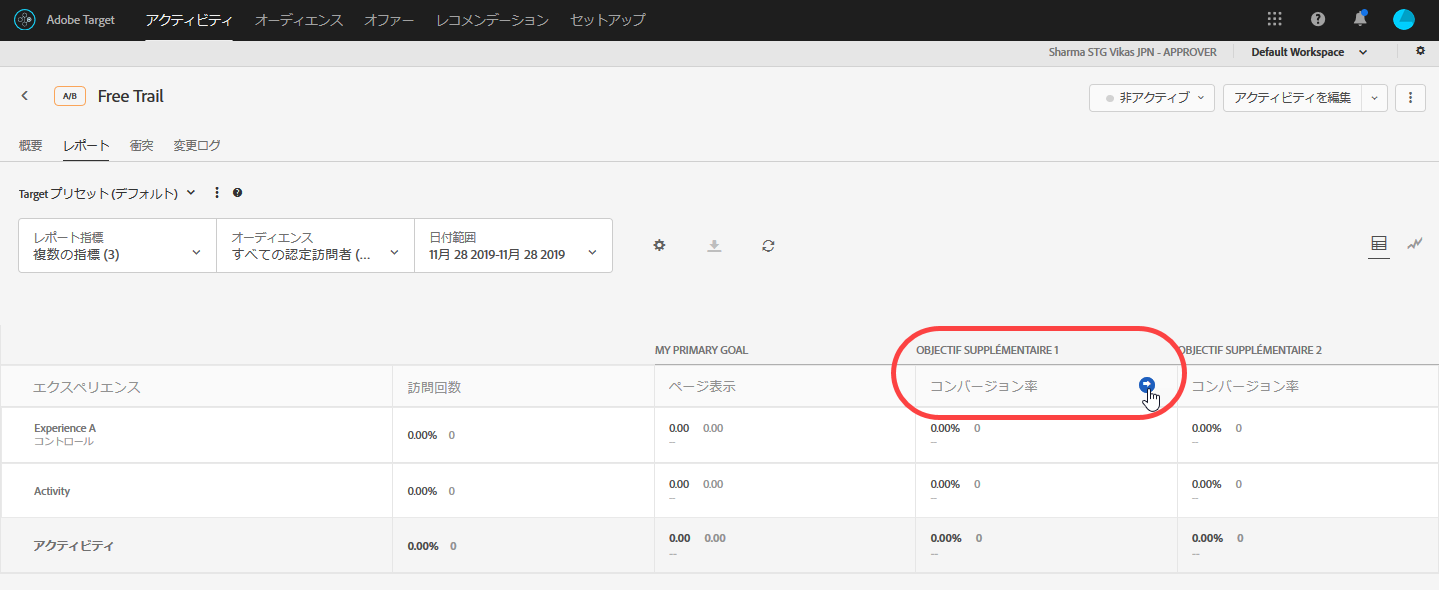 Adobe Target アクティビティ オーディエンス オファー レコメンデーション セットアップ
Sharma STG Vikas JPN - APPROVER Default Workspace
A/B Free Trail 非アクティブ アクティビティを編集
概要 レポート 衝突 変更ログ
Target プリセット (デフォルト)
レポート指標 オーディエンス 日付範囲
複数の指標 (3) すべての認定訪問者 (... 11月 28 2019-11月 28 2019
MY PRIMARY GOAL OBJECTIF SUPPLÉMENTAIRE 1 OBJECTIF SUPPLÉMENTAIRE 2
エクスペリエンス 訪問回数 ページ表示 コンバージョン率 コンバージョン率
Experience A 0.00% 0 0.00 0.00 0.00% 0 0.00% 0
コントロール -- -- --
Activity 0.00% 0 0.00 0.00 0.00% 0 0.00% 0
-- -- --
アクティビティ 0.00% 0 0.00 0.00 0.00% 0 0.00% 0
-- -- --